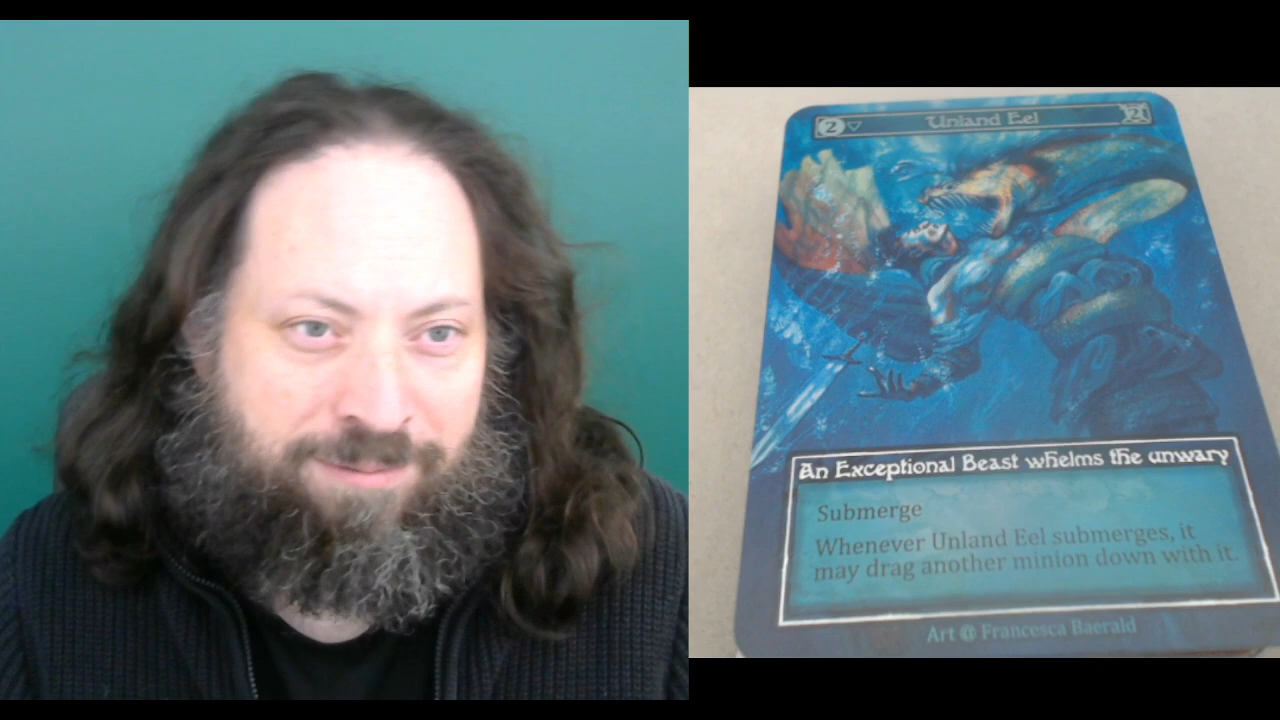 2 Unland Eel 2
An Exceptional Beast whelms the unwary
Submerge
Whenever Unland Eel submerges, it
may drag another minion down with it.
Art @ Francesca Baerald